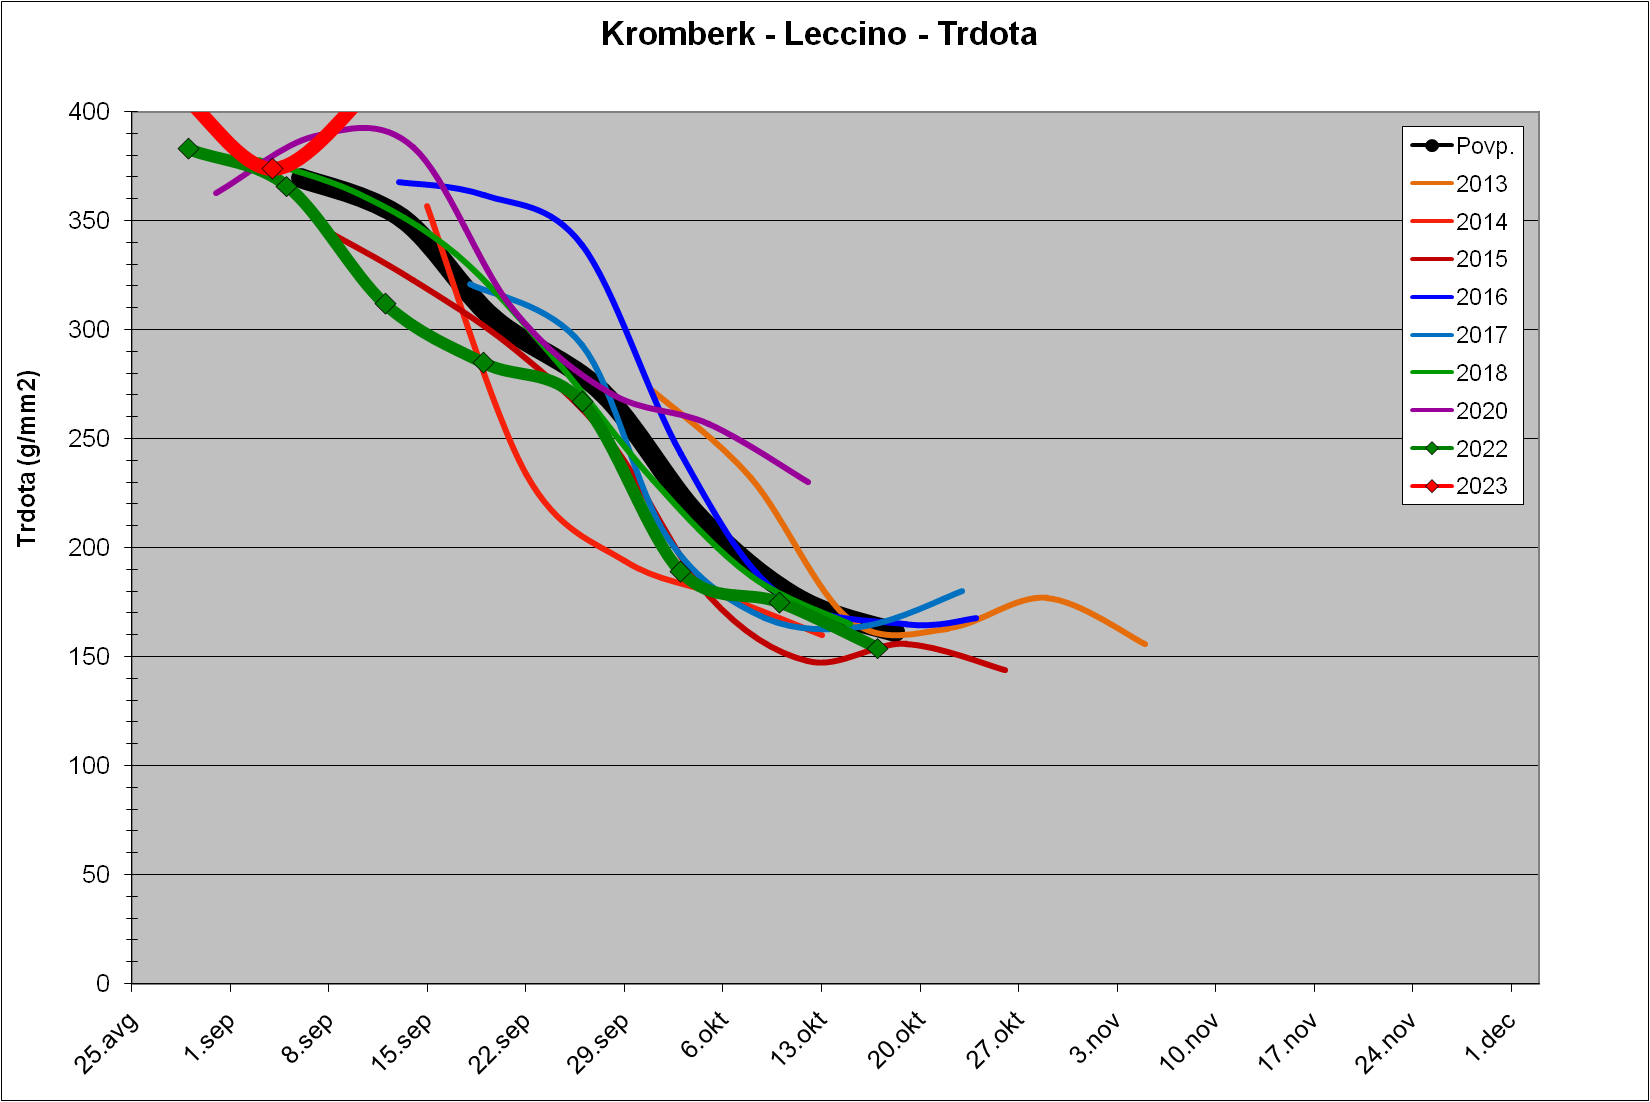 Kromberk - Leccino - Trdota
Trdota (g/mm2)
400
350
300
250
200
150
100
50
0
25.avg
1.sep
8.sep
15.sep
22.sep
29.sep
6.okt
13.okt
20.okt
27.okt
3.nov
10.nov
17.nov
24.nov
1.dec
Povp.
2013
2014
2015
2016
2017
2018
2020
2022
2023